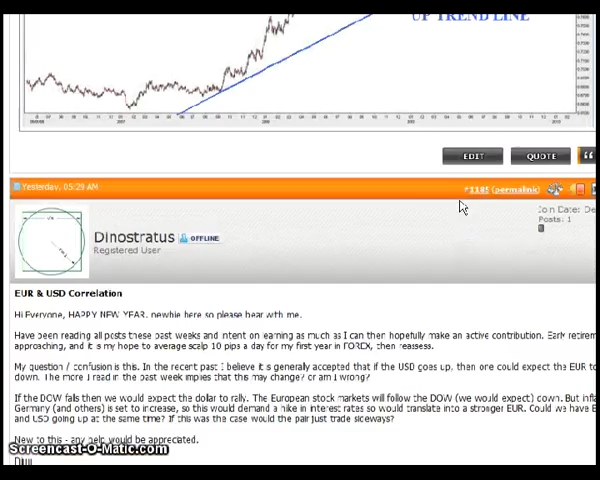 UP TREND LINE
EDIT QUOTE
Yesterday, 05:29 AM #1185 (permalink)
Join Date: De
Posts: 1
Dinostratus OFFLINE
Registered User
EUR & USD Correlation
Hi Everyone, HAPPY NEW YEAR, newbie here so please bear with me.
Have been reading all posts these past weeks and intent on learning as much as I can then hopefully make an active contribution. Early retirem
approaching, and it is my hope to average scalp 10 pips a day for my first year in FOREX, then reassess.
My question / confusion is this. In the recent past I believe it is generally accepted that if the USD goes up, then one could expect the EUR to
down. The more I read in the past week implies that this may change? or am I wrong?
If the DOW falls then we would expect the dollar to rally. The European stock markets will follow the DOW (we would expect) down. But infla
Germany (and others) is set to increase, so this would demand a hike in interest rates so would translate into a stronger EUR. Could we have E
and USD going up at the same time? If this was the case would the pair just trade sideways?
New to this - any help would be appreciated.
Screencast-O-Matic.com